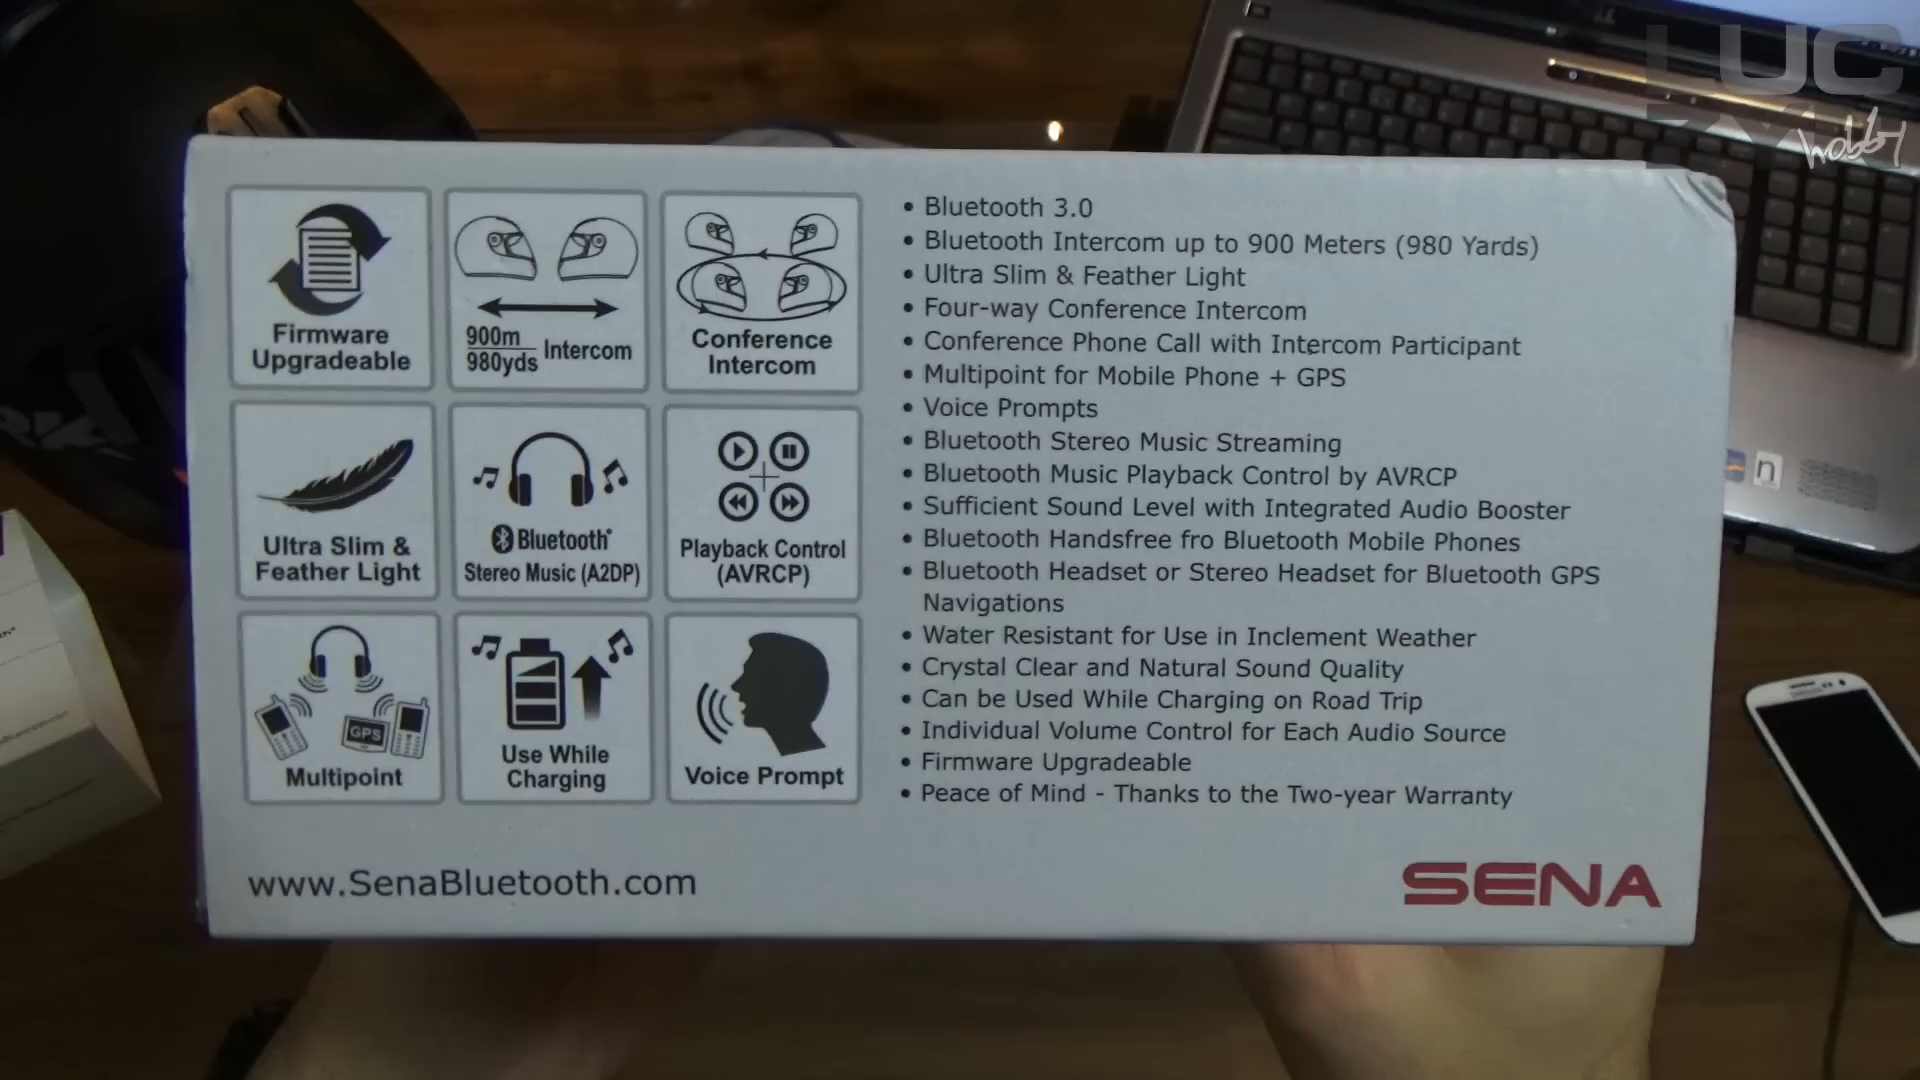 LUC
hobby
Firmware
Upgradeable
900m
980yds Intercom
Conference
Intercom
Ultra Slim &
Feather Light
Bluetooth
Stereo Music (A2DP)
Playback Control
(AVRCP)
GPS
Multipoint
Use While
Charging
Voice Prompt
• Bluetooth 3.0
• Bluetooth Intercom up to 900 Meters (980 Yards)
• Ultra Slim & Feather Light
• Four-way Conference Intercom
• Conference Phone Call with Intercom Participant
• Multipoint for Mobile Phone + GPS
• Voice Prompts
• Bluetooth Stereo Music Streaming
• Bluetooth Music Playback Control by AVRCP
• Sufficient Sound Level with Integrated Audio Booster
• Bluetooth Handsfree fro Bluetooth Mobile Phones
• Bluetooth Headset or Stereo Headset for Bluetooth GPS
Navigations
• Water Resistant for Use in Inclement Weather
• Crystal Clear and Natural Sound Quality
• Can be Used While Charging on Road Trip
• Individual Volume Control for Each Audio Source
• Firmware Upgradeable
• Peace of Mind - Thanks to the Two-year Warranty
www.SenaBluetooth.com
SENA